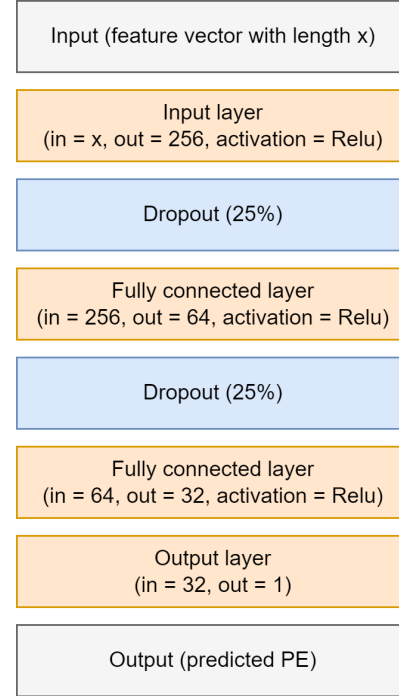 Input (feature vector with length x)
Input layer
(in = x, out = 256, activation = Relu)
Dropout (25%)
Fully connected layer
(in = 256, out = 64, activation = Relu)
Dropout (25%)
Fully connected layer
(in = 64, out = 32, activation = Relu)
Output layer
(in = 32, out = 1)
Output (predicted PE)